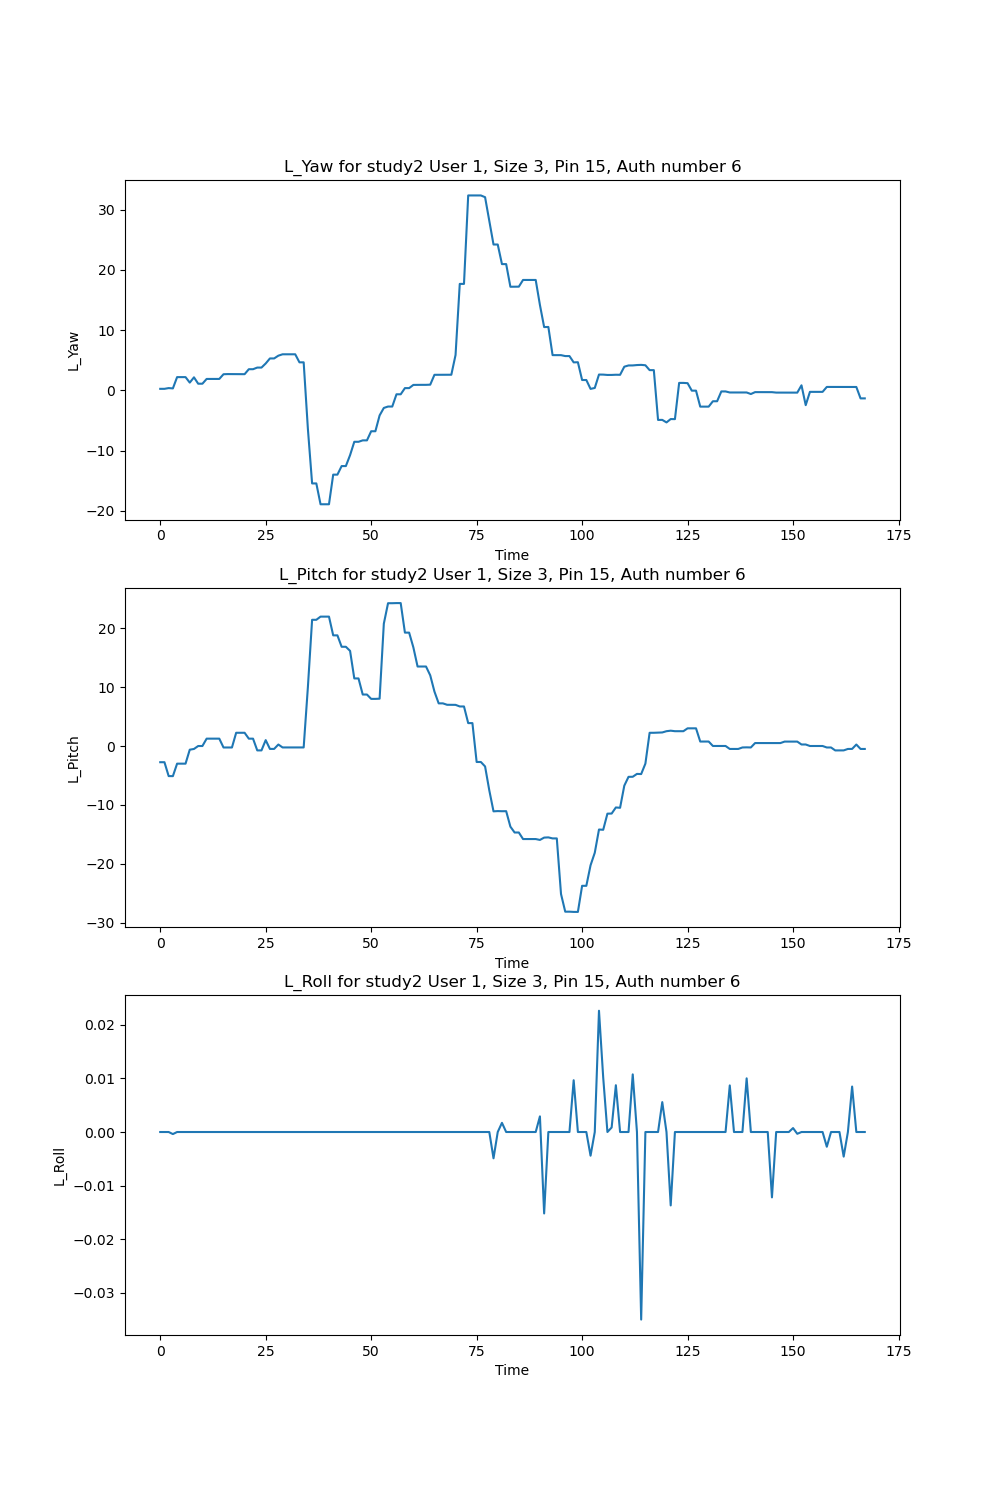 L_Yaw for study2 User 1, Size 3, Pin 15, Auth number 6
30
20
10
0
−10
−20
L_Yaw
0 25 50 75 100 125 150 175
Time
L_Pitch for study2 User 1, Size 3, Pin 15, Auth number 6
20
10
0
−10
−20
−30
L_Pitch
0 25 50 75 100 125 150 175
Time
L_Roll for study2 User 1, Size 3, Pin 15, Auth number 6
0.02
0.01
0.00
−0.01
−0.02
−0.03
L_Roll
0 25 50 75 100 125 150 175
Time